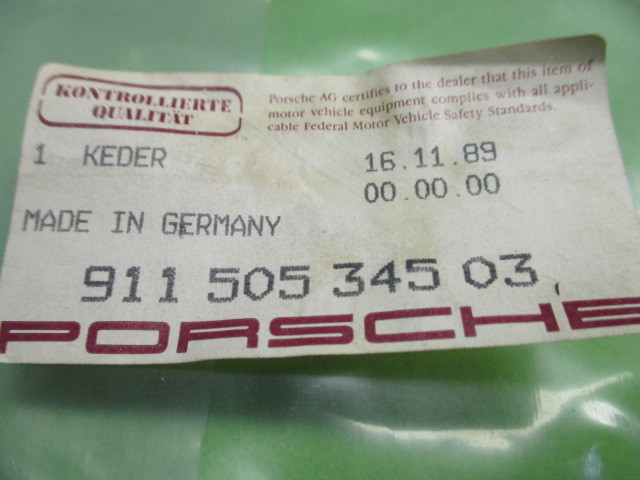 KONTROLLIERTE
QUALITÄT
Porsche AG certifies to the dealer that this item of
motor vehicle equipment complies with all appli-
cable Federal Motor Vehicle Safety Standards.
1 KEDER
16.11.89
00.00.00
MADE IN GERMANY
911 505 345 03,
PORSCHE